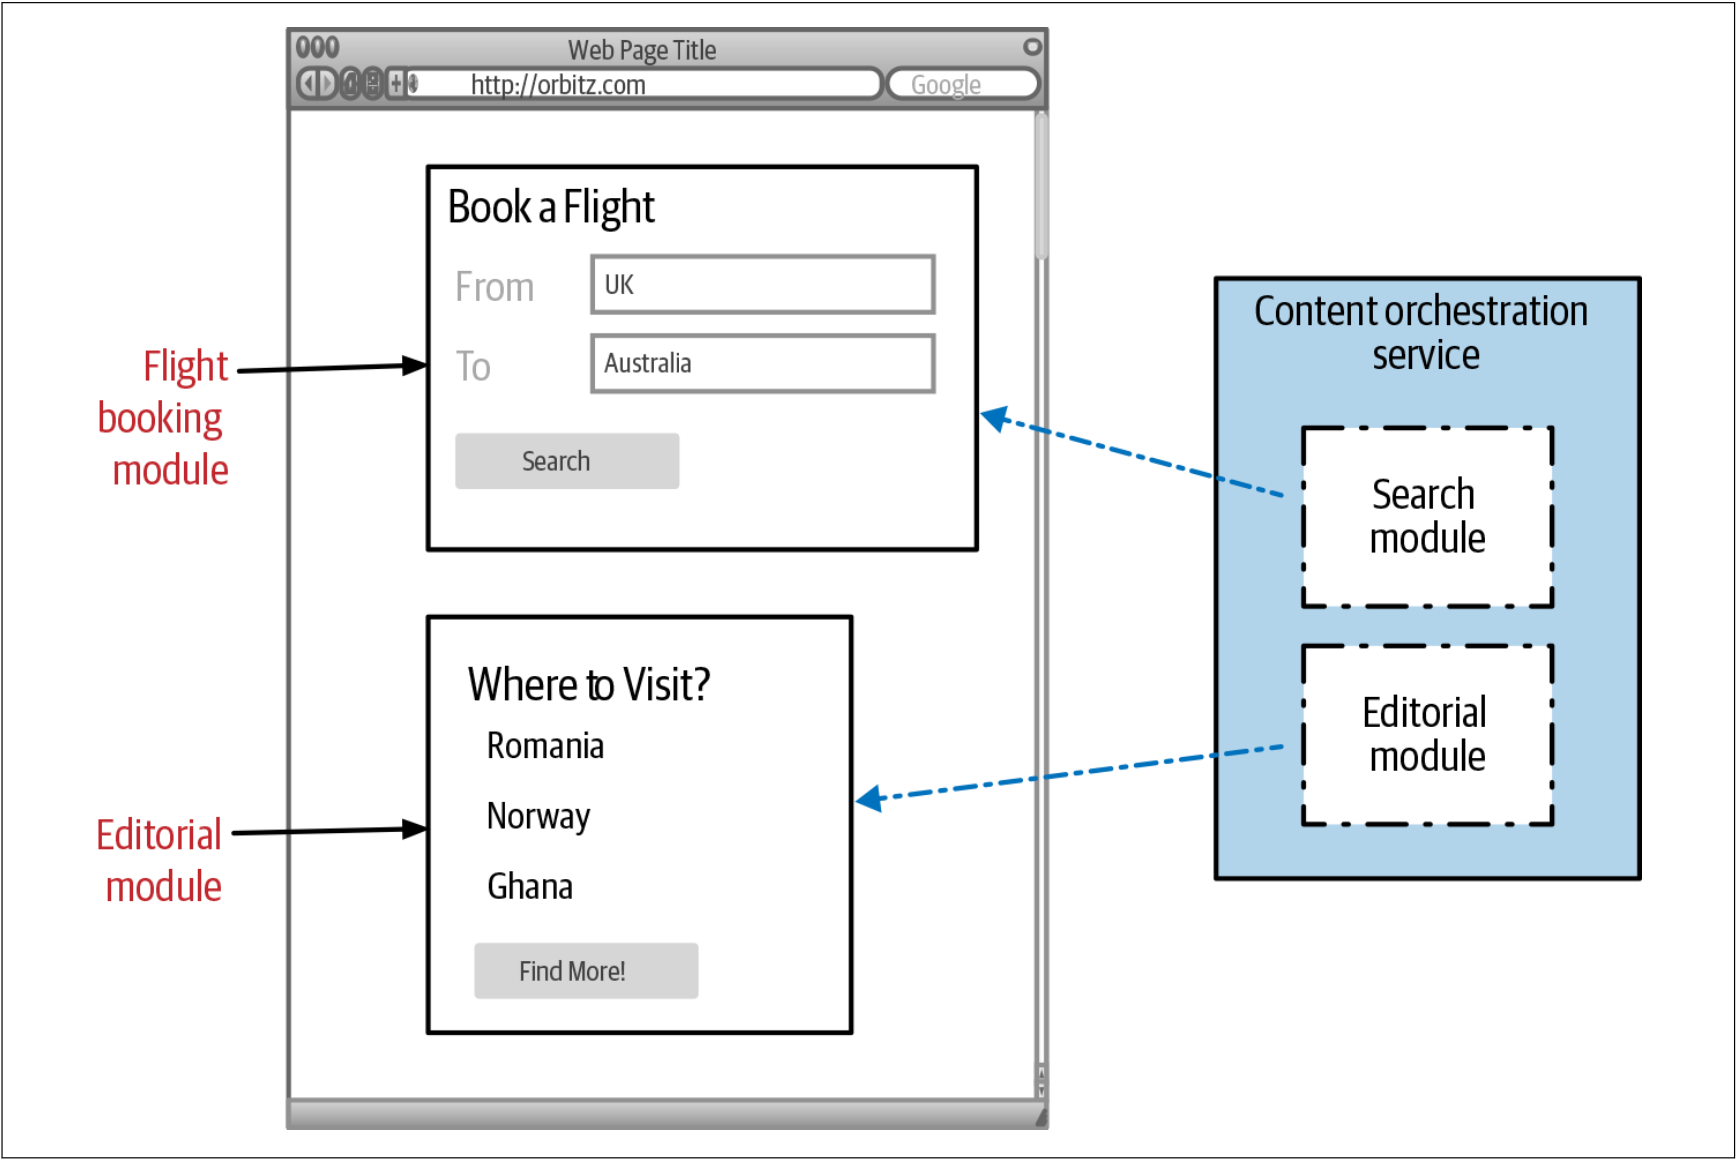 Web Page Title
http://orbitz.com
Google
Book a Flight
From
UK
To
Australia
Search
Flight
booking
module
Where to Visit?
Romania
Norway
Ghana
Find More!
Editorial
module
Content orchestration
service
Search
module
Editorial
module